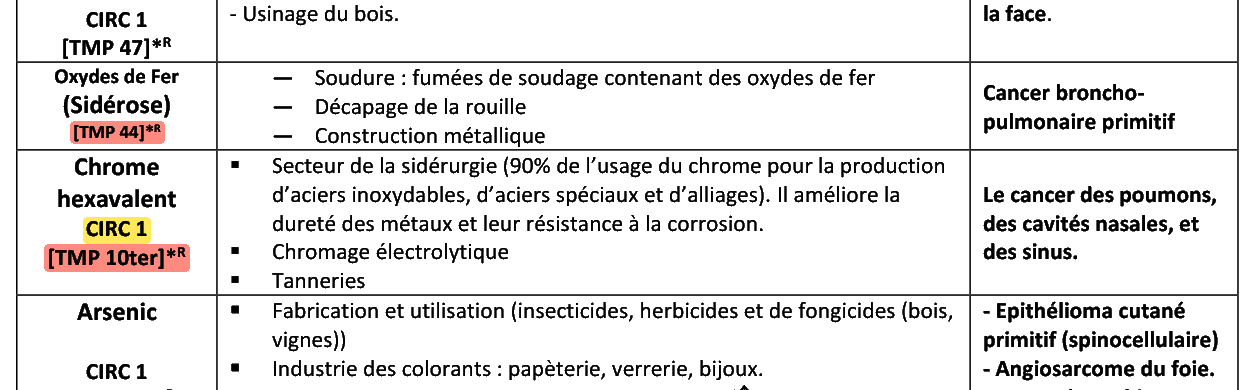 CIRC 1
[TMP 47]*R
- Usinage du bois.
la face.
Oxydes de Fer
(Sidérose)
[TMP 44]*R
— Soudure : fumées de soudage contenant des oxydes de fer
— Décapage de la rouille
— Construction métallique
Cancer broncho-
pulmonaire primitif
Chrome
hexavalent
CIRC 1
[TMP 10ter]*R
▪ Secteur de la sidérurgie (90% de l’usage du chrome pour la production
d’aciers inoxydables, d’aciers spéciaux et d’alliages). Il améliore la
dureté des métaux et leur résistance à la corrosion.
▪ Chromage électrolytique
▪ Tanneries
Le cancer des poumons,
des cavités nasales, et
des sinus.
Arsenic
CIRC 1
▪ Fabrication et utilisation (insecticides, herbicides et de fongicides (bois,
vignes))
▪ Industrie des colorants : papèterie, verrerie, bijoux.
- Epithélioma cutané
primitif (spinocellulaire)
- Angiosarcome du foie.